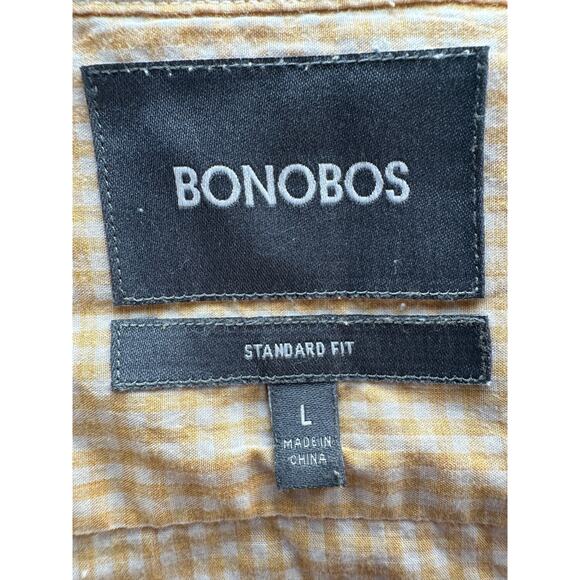 BONOBOS
STANDARD FIT
L
MADE IN
CHINA